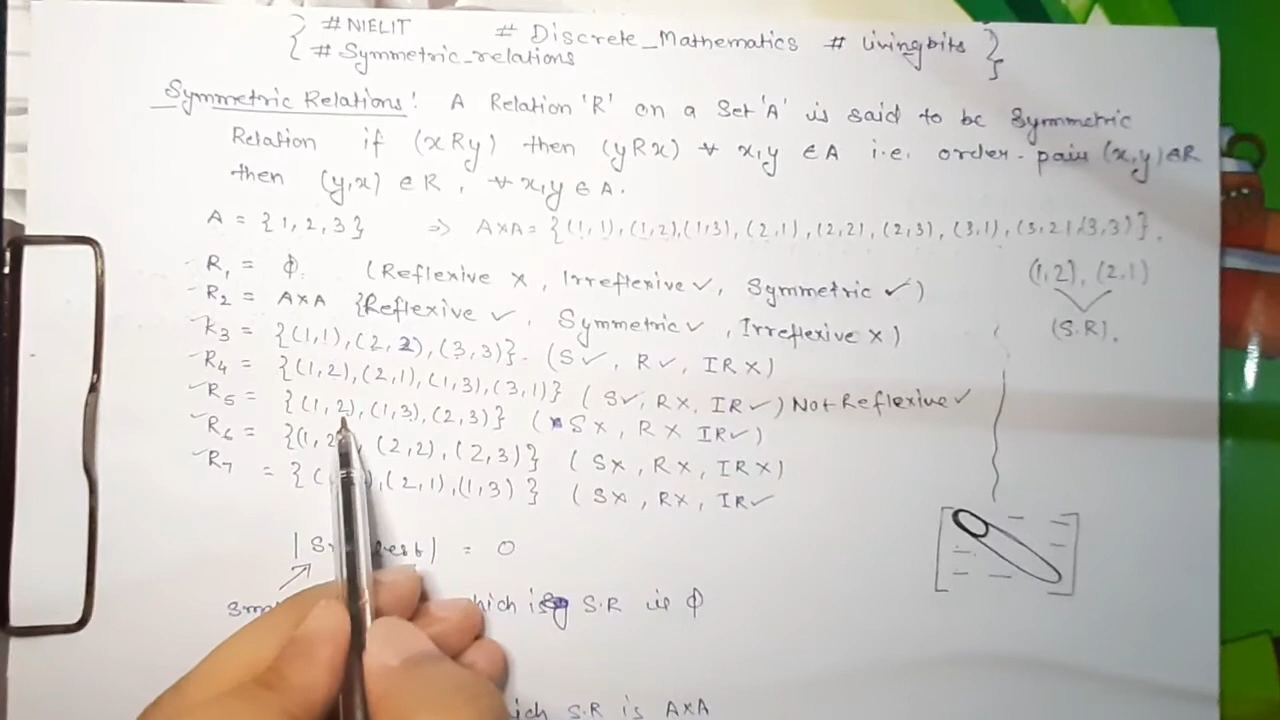 { #NIELIT # Discrete_Mathematics # Livingbits }
# Symmetric_relations
Symmetric Relations: A Relation 'R' on a Set 'A' is said to be Symmetric
Relation if (xRy) then (yRx) ∀ x,y ∈A i.e. order-pair (x,y)∈R
then (y,x) ∈ R, ∀ x,y ∈ A.
A = {1,2,3} ⇒ A×A = {(1,1),(1,2),(1,3),(2,1),(2,2),(2,3),(3,1),(3,2)(3,3)}.
R1 = ϕ. (Reflexive ×, Irreflexive ✓, Symmetric ✓)
(1,2), (2,1)
(S.R).
R2 = A×A {Reflexive ✓, Symmetric ✓, Irreflexive ×)
R3 = {(1,1),(2,2),(3,3)}. (S✓, R✓, IR×)
R4 = {(1,2),(2,1),(1,3),(3,1)} (S✓, R×, IR✓) Not Reflexive ✓
R5 = {(1,2),(1,3),(2,3)} (S×, R× IR✓)
R6 = {(1,2 , (2,2), (2,3)} (S×, R×, IR×)
R7 = {( ),(2,1),(1,3)} (S×, R×, IR✓
= 0
which is S.R is ϕ
S.R is A×A